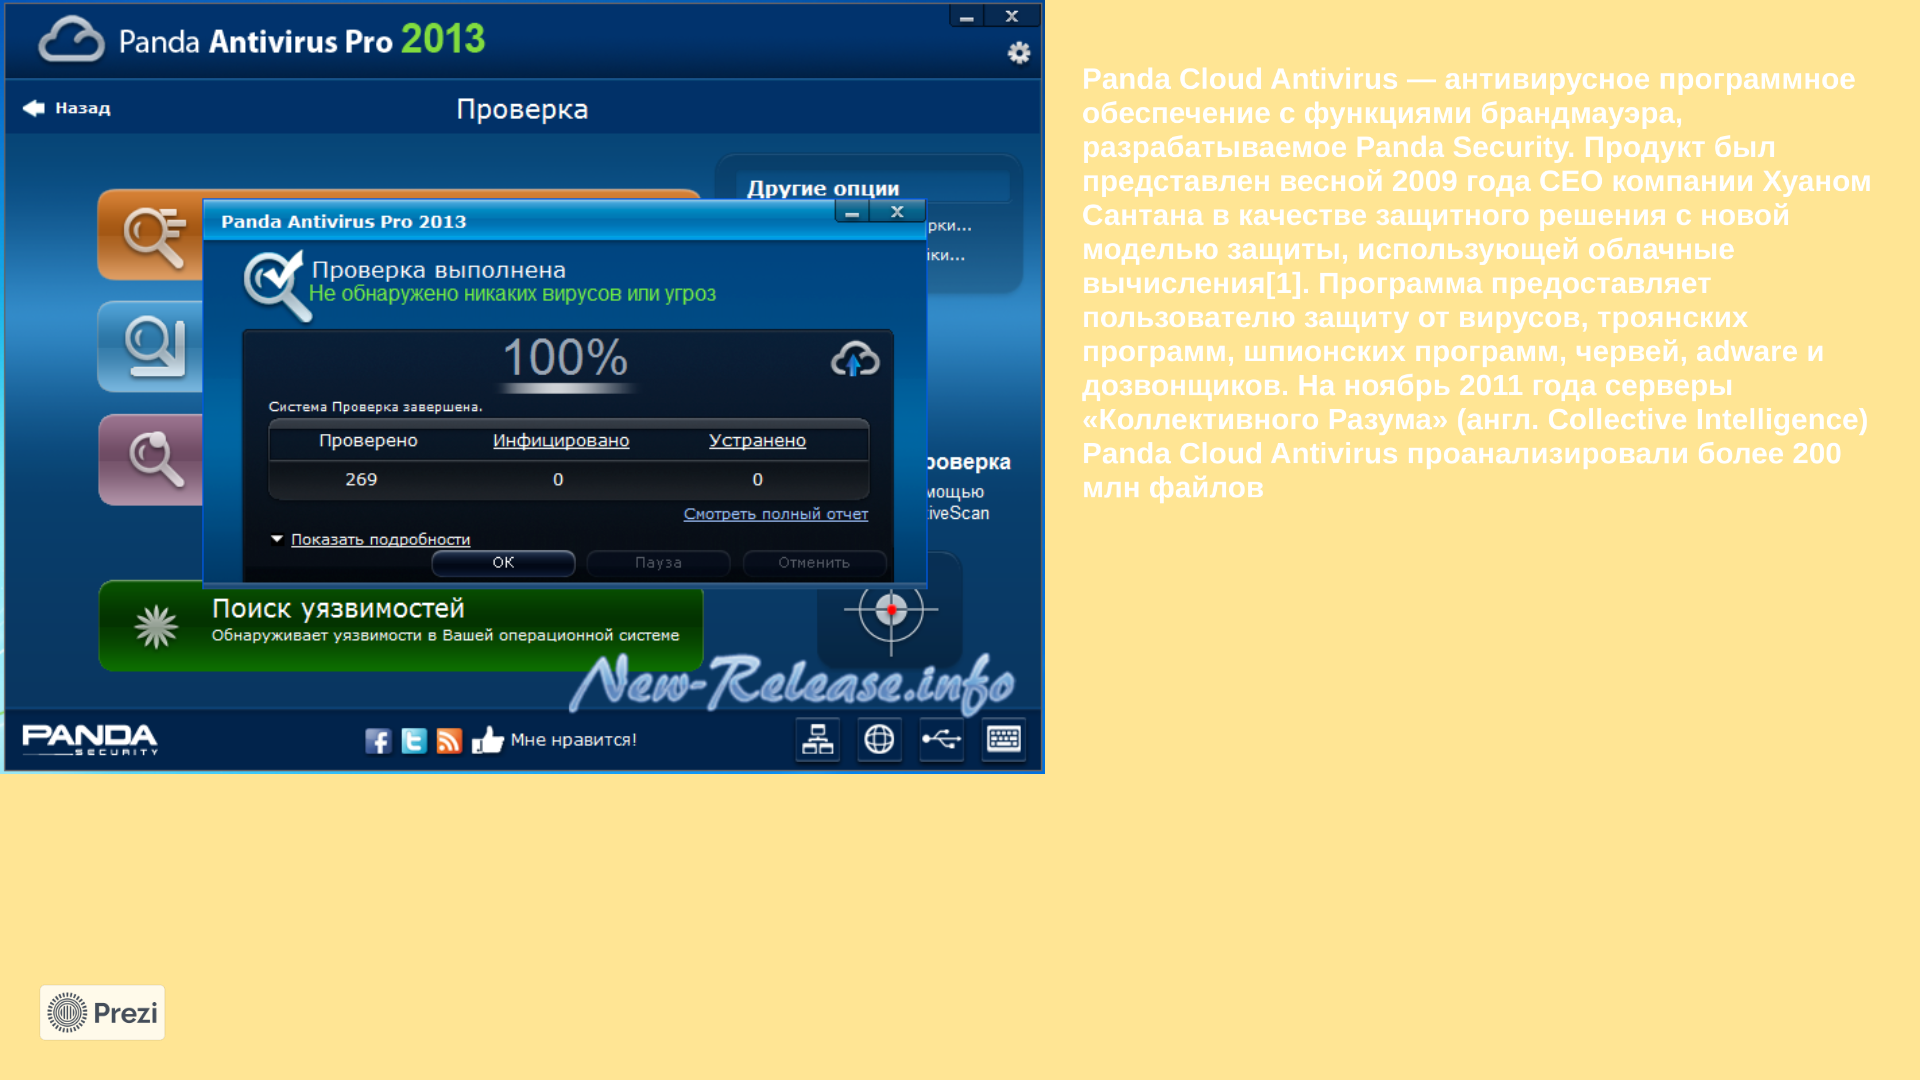 Panda Antivirus Pro 2013
Назад
Проверка
Другие опции
Panda Antivirus Pro 2013
Проверка выполнена
Не обнаружено никаких вирусов или угроз
100%
Система Проверка завершена.
Проверено Инфицировано Устранено
269 0 0
Смотреть полный отчет
Показать подробности
OK Пауза Отменить
Поиск уязвимостей
Обнаруживает уязвимости в Вашей операционной системе
New-Release.info
PANDA
SECURITY
Мне нравится!
Panda Cloud Antivirus — антивирусное программное
обеспечение с функциями брандмауэра,
разрабатываемое Panda Security. Продукт был
представлен весной 2009 года CEO компании Хуаном
Сантана в качестве защитного решения с новой
моделью защиты, использующей облачные
вычисления[1]. Программа предоставляет
пользователю защиту от вирусов, троянских
программ, шпионских программ, червей, adware и
дозвонщиков. На ноябрь 2011 года серверы
«Коллективного Разума» (англ. Collective Intelligence)
Panda Cloud Antivirus проанализировали более 200
млн файлов
Prezi